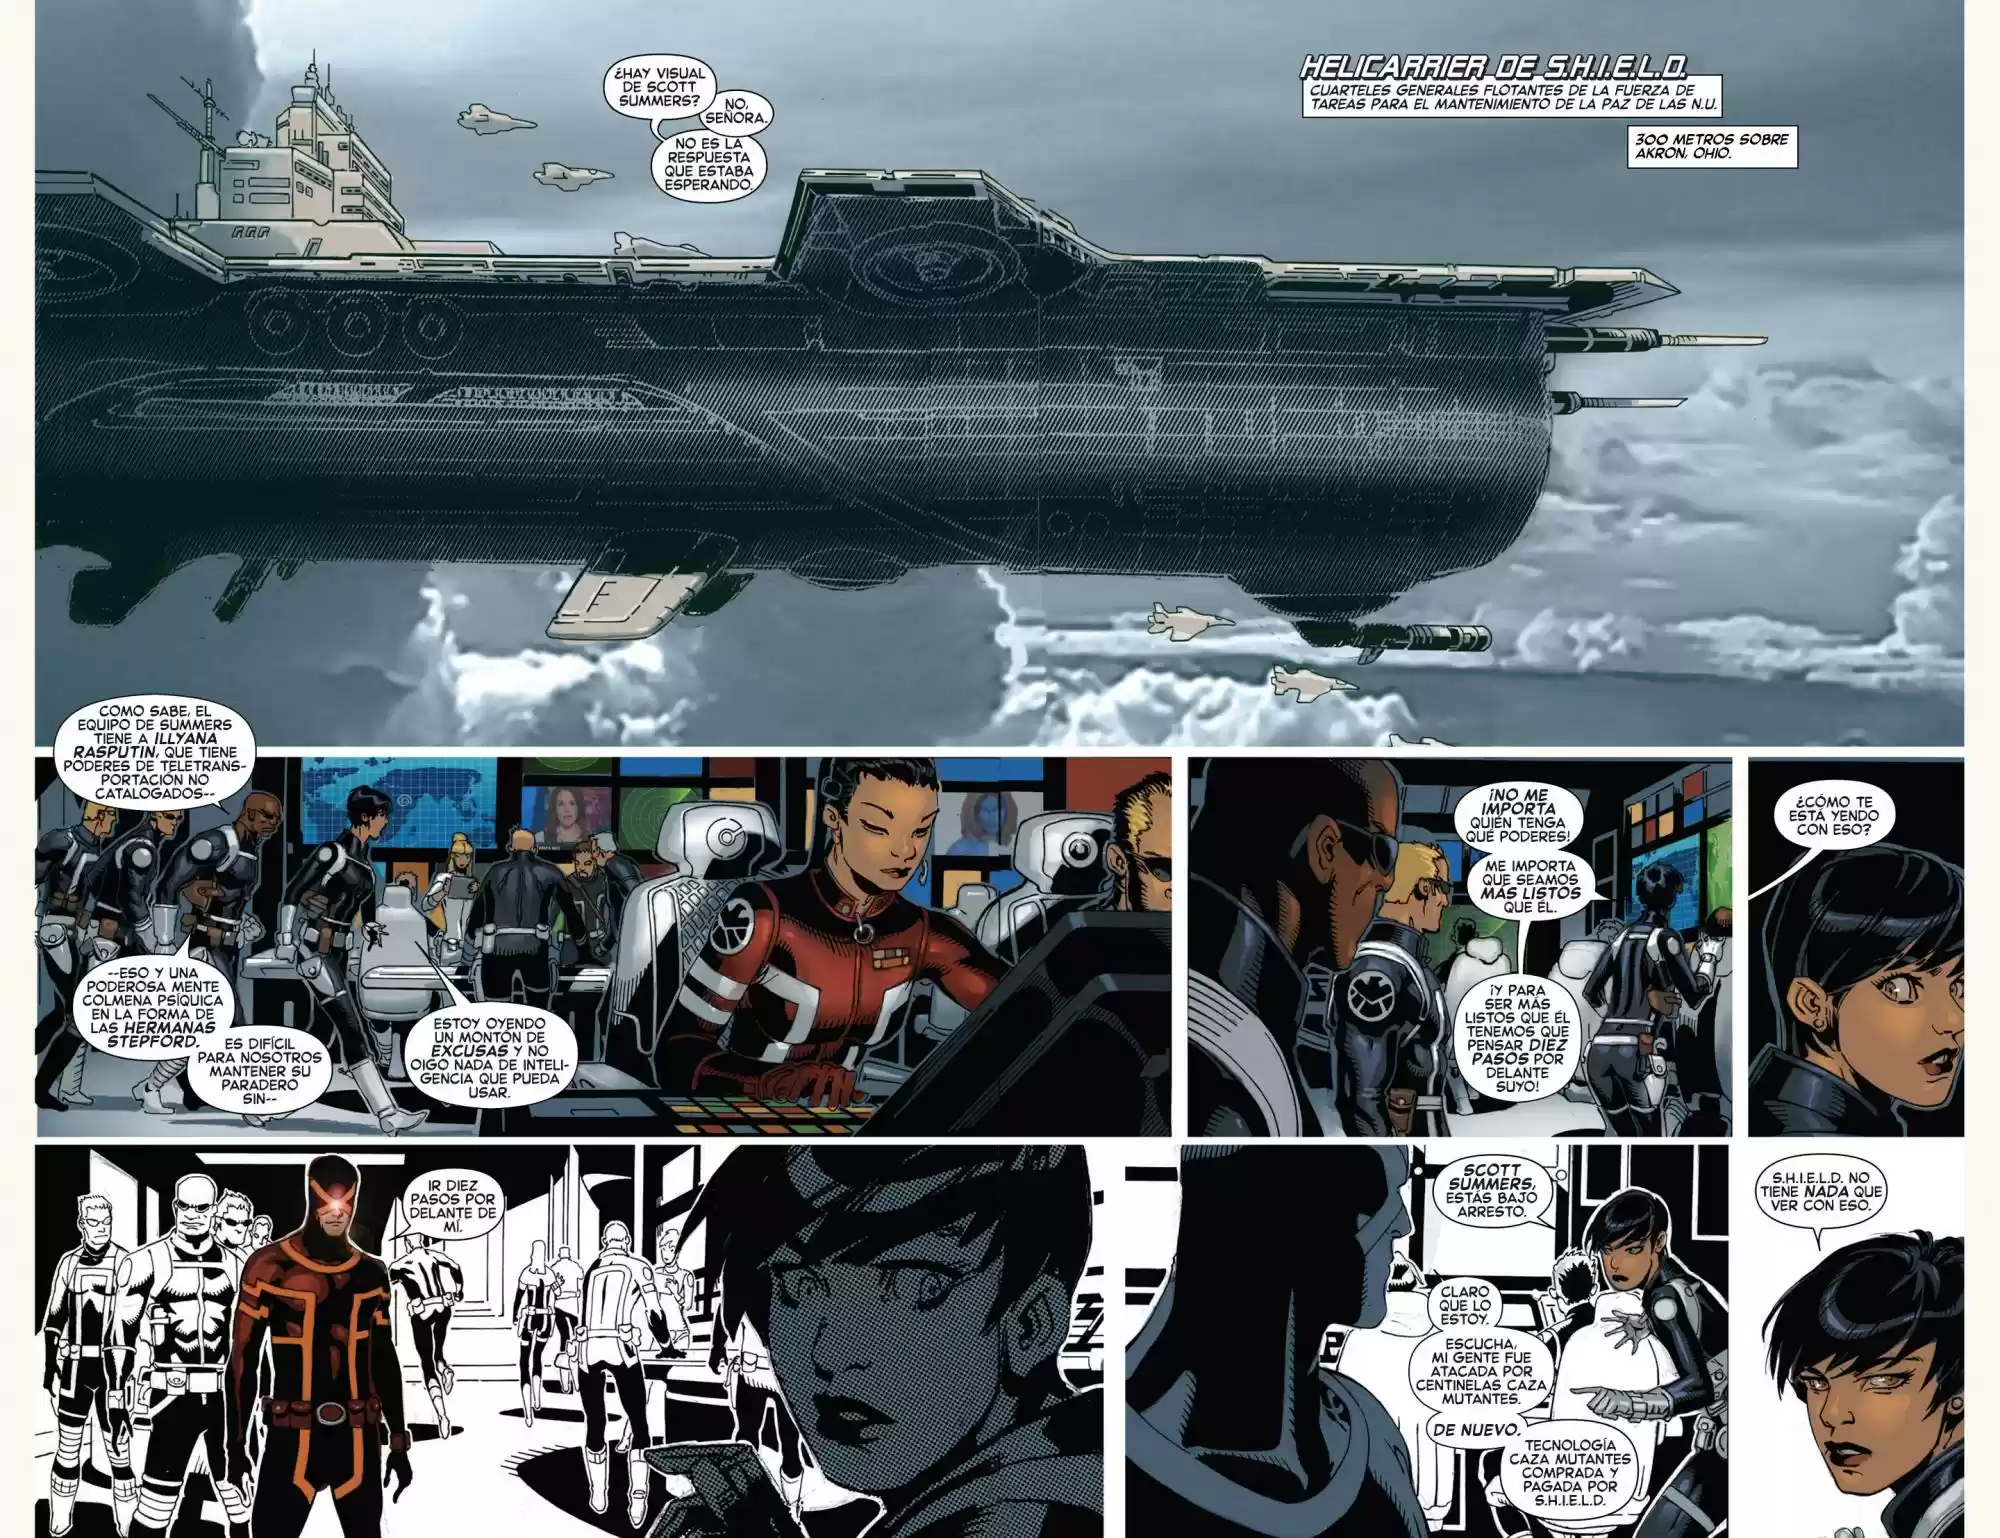 ¿HAY VISUAL
DE SCOTT
SUMMERS?
NO,
SEÑORA.
NO ES LA
RESPUESTA
QUE ESTABA
ESPERANDO.
HELICARRIER DE S.H.I.E.L.D.
CUARTELES GENERALES FLOTANTES DE LA FUERZA DE
TAREAS PARA EL MANTENIMIENTO DE LA PAZ DE LAS N.U.
300 METROS SOBRE
AKRON, OHIO.
COMO SABE, EL
EQUIPO DE SUMMERS
TIENE A ILLYANA
RASPUTIN, QUE TIENE
PODERES DE TELETRANS-
PORTACIÓN NO
CATALOGADOS--
--ESO Y UNA
PODEROSA MENTE
COLMENA PSÍQUICA
EN LA FORMA DE
LAS HERMANAS
STEPFORD.
ES DIFÍCIL
PARA NOSOTROS
MANTENER SU
PARADERO
SIN--
ESTOY OYENDO
UN MONTÓN DE
EXCUSAS Y NO
OIGO NADA DE INTELI-
GENCIA QUE PUEDA
USAR.
¡NO ME
IMPORTA
QUIÉN TENGA
QUÉ PODERES!
ME IMPORTA
QUE SEAMOS
MÁS LISTOS
QUE ÉL.
¡Y PARA
SER MÁS
LISTOS QUE ÉL
TENEMOS QUE
PENSAR DIEZ
PASOS POR
DELANTE
SUYO!
¿CÓMO TE
ESTÁ YENDO
CON ESO?
IR DIEZ
PASOS POR
DELANTE DE
MÍ.
SCOTT
SUMMERS,
ESTÁS BAJO
ARRESTO.
CLARO
QUE LO
ESTOY.
ESCUCHA,
MI GENTE FUE
ATACADA POR
CENTINELAS CAZA
MUTANTES.
DE NUEVO.
TECNOLOGÍA
CAZA MUTANTES
COMPRADA Y
PAGADA POR
S.H.I.E.L.D.
S.H.I.E.L.D. NO
TIENE NADA QUE
VER CON ESO.